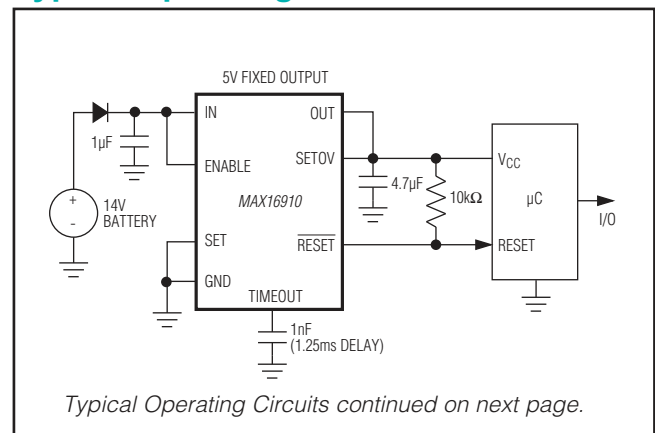 5V FIXED OUTPUT
IN
OUT
1µF
ENABLE
SETOV
VCC
4.7µF
10kΩ
µC
I/O
+
-
14V
BATTERY
MAX16910
SET
RESET
RESET
GND
TIMEOUT
1nF
(1.25ms DELAY)
Typical Operating Circuits continued on next page.